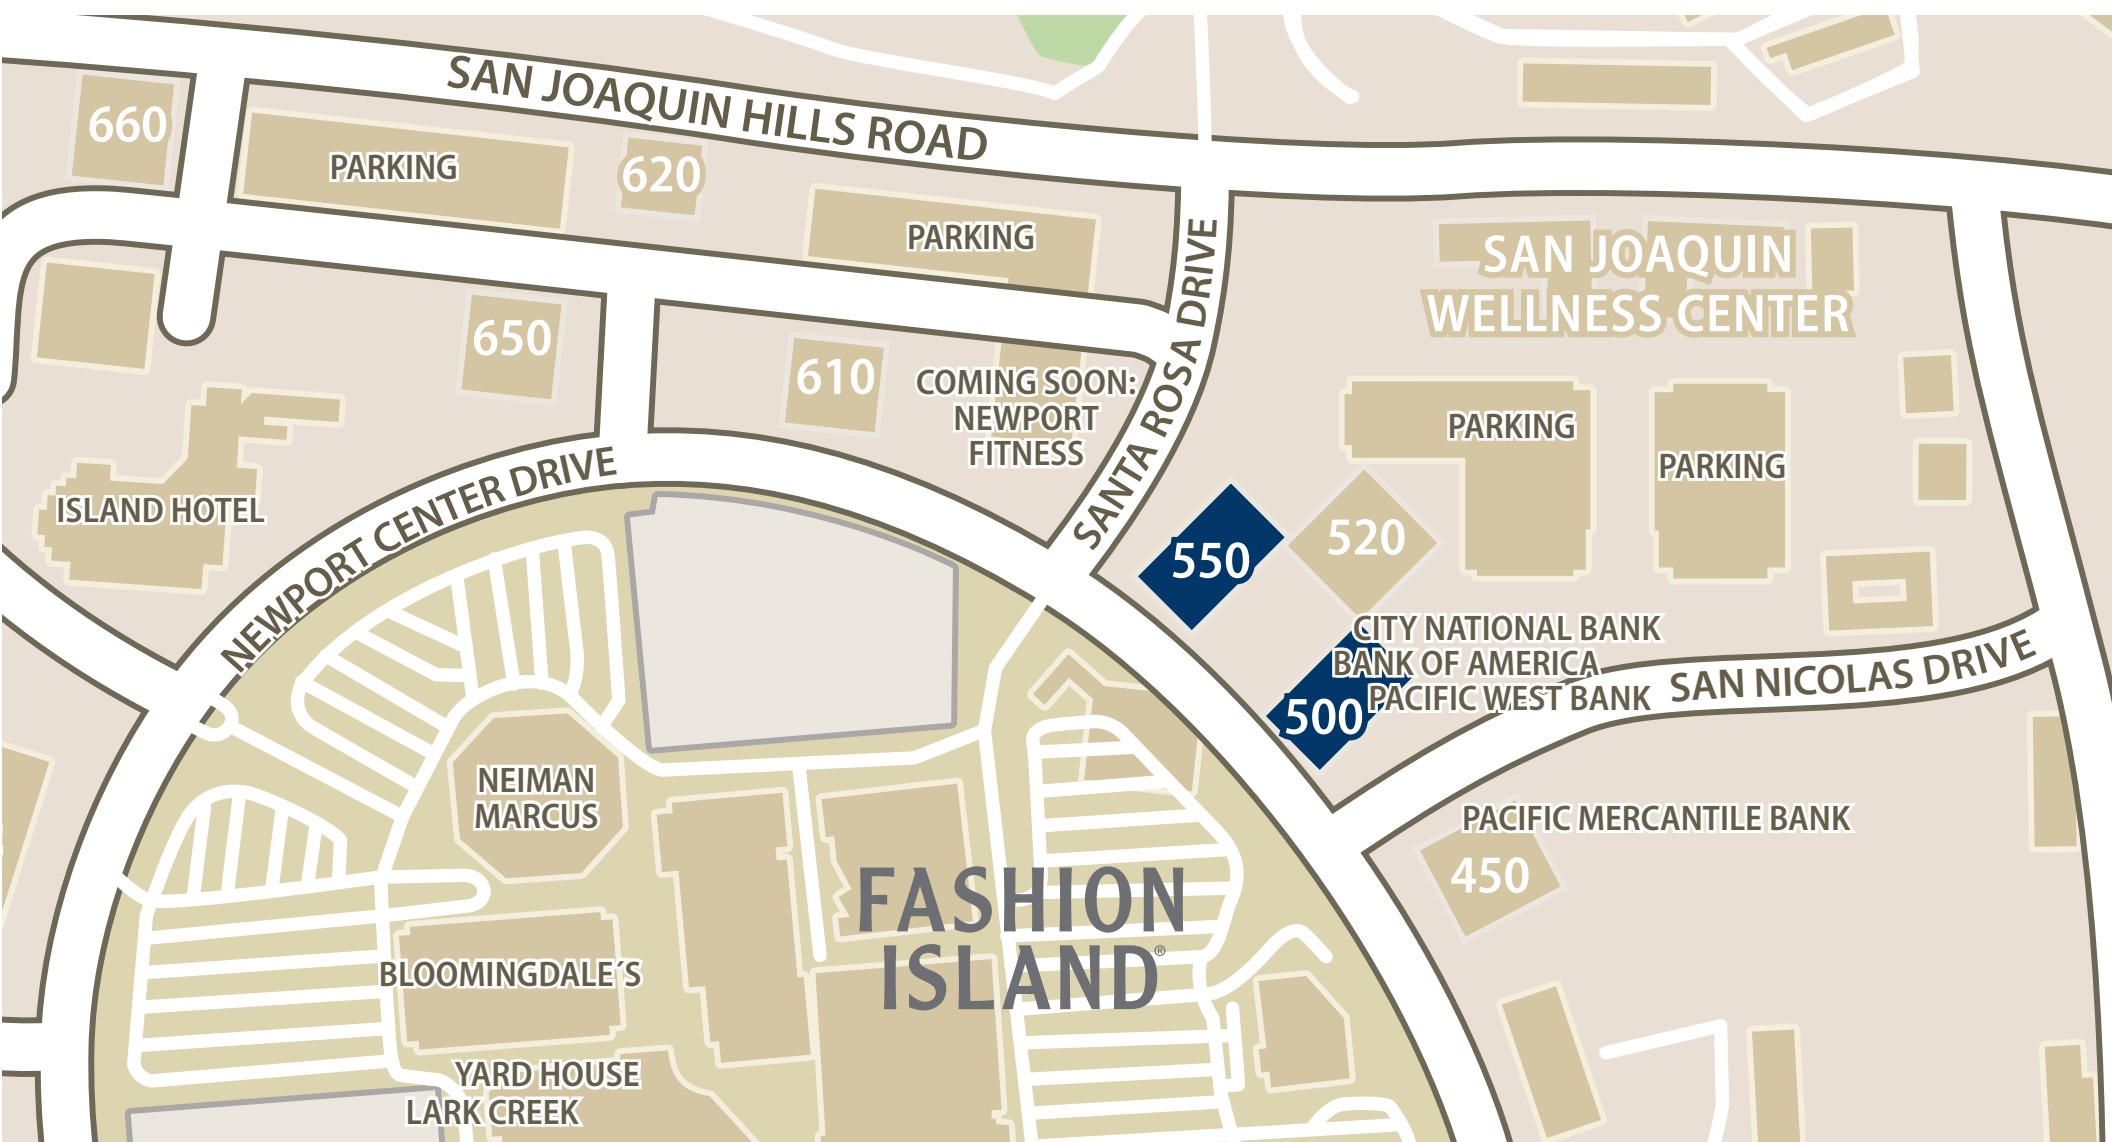 SAN JOAQUIN HILLS ROAD
660
PARKING
620
PARKING
SANTA ROSA DRIVE
SAN JOAQUIN
WELLNESS CENTER
650
610
COMING SOON:
NEWPORT
FITNESS
PARKING
PARKING
ISLAND HOTEL
NEWPORT CENTER DRIVE
550
520
CITY NATIONAL BANK
BANK OF AMERICA
PACIFIC WEST BANK
500
SAN NICOLAS DRIVE
NEIMAN
MARCUS
PACIFIC MERCANTILE BANK
450
FASHION
ISLAND®
BLOOMINGDALE´S
YARD HOUSE
LARK CREEK